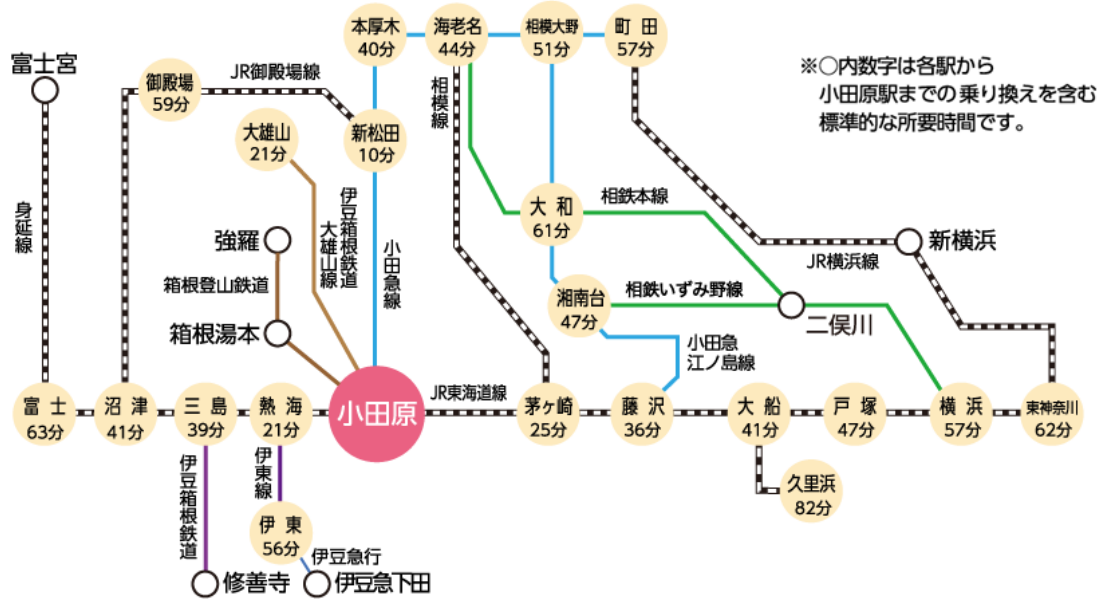 本厚木
40分
海老名
44分
相模大野
51分
町田
57分
富士宮
御殿場
59分
JR御殿場線
※○内数字は各駅から
小田原駅までの乗り換えを含む
標準的な所要時間です。
相模線
大雄山
21分
新松田
10分
身延線
伊豆箱根鉄道
大雄山線
小田急線
大和
61分
相鉄本線
強羅
新横浜
JR横浜線
箱根登山鉄道
湘南台
47分
相鉄いずみ野線
二俣川
箱根湯本
小田急
江ノ島線
富士
63分
沼津
41分
三島
39分
熱海
21分
小田原
JR東海道線
茅ヶ崎
25分
藤沢
36分
大船
41分
戸塚
47分
横浜
57分
東神奈川
62分
伊豆箱根鉄道
伊東線
久里浜
82分
伊東
56分
伊豆急行
修善寺
伊豆急下田